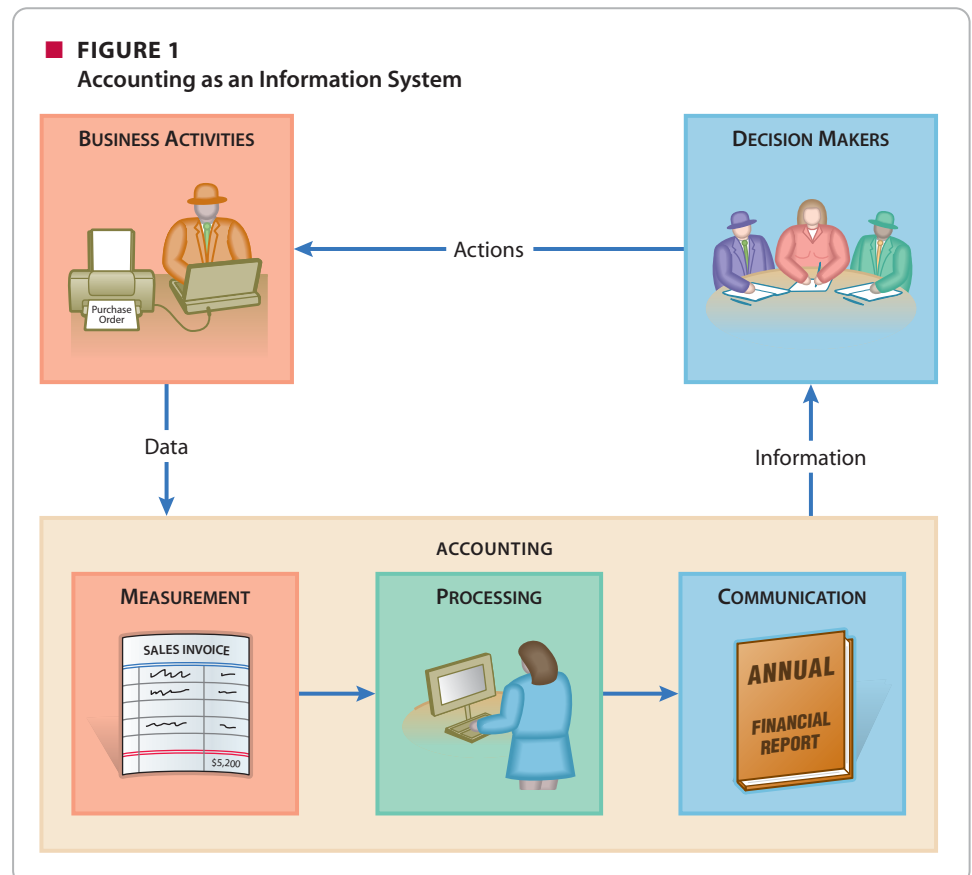 FIGURE 1
Accounting as an Information System
BUSINESS ACTIVITIES
DECISION MAKERS
Purchase
Order
Actions
Data
Information
ACCOUNTING
MEASUREMENT
PROCESSING
COMMUNICATION
SALES INVOICE
$5,200
ANNUAL
FINANCIAL
REPORT